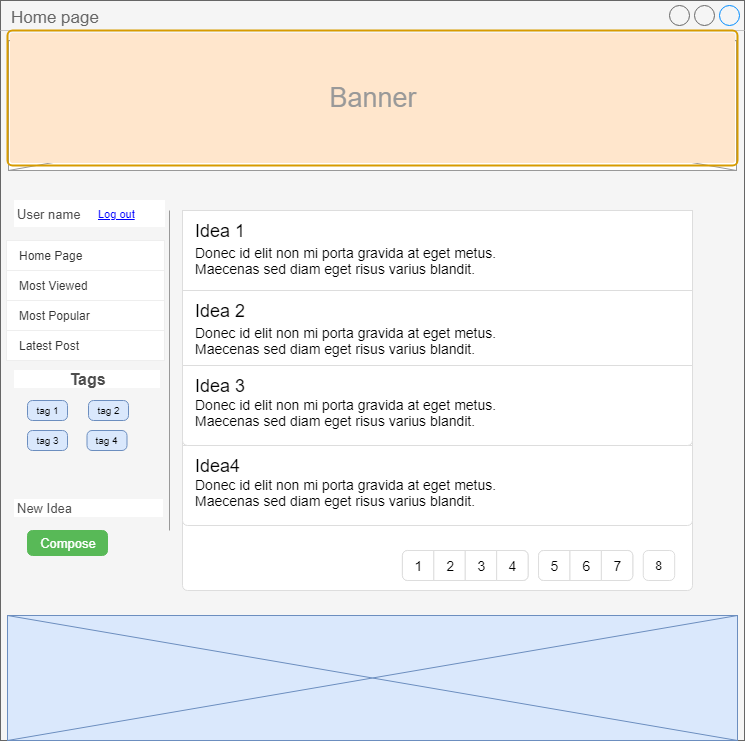 Home page
Banner
User name Log out
Home Page
Most Viewed
Most Popular
Latest Post
Tags
tag 1 tag 2
tag 3 tag 4
New Idea
Compose
Idea 1
Donec id elit non mi porta gravida at eget metus.
Maecenas sed diam eget risus varius blandit.
Idea 2
Donec id elit non mi porta gravida at eget metus.
Maecenas sed diam eget risus varius blandit.
Idea 3
Donec id elit non mi porta gravida at eget metus.
Maecenas sed diam eget risus varius blandit.
Idea4
Donec id elit non mi porta gravida at eget metus.
Maecenas sed diam eget risus varius blandit.
1 2 3 4 5 6 7 8